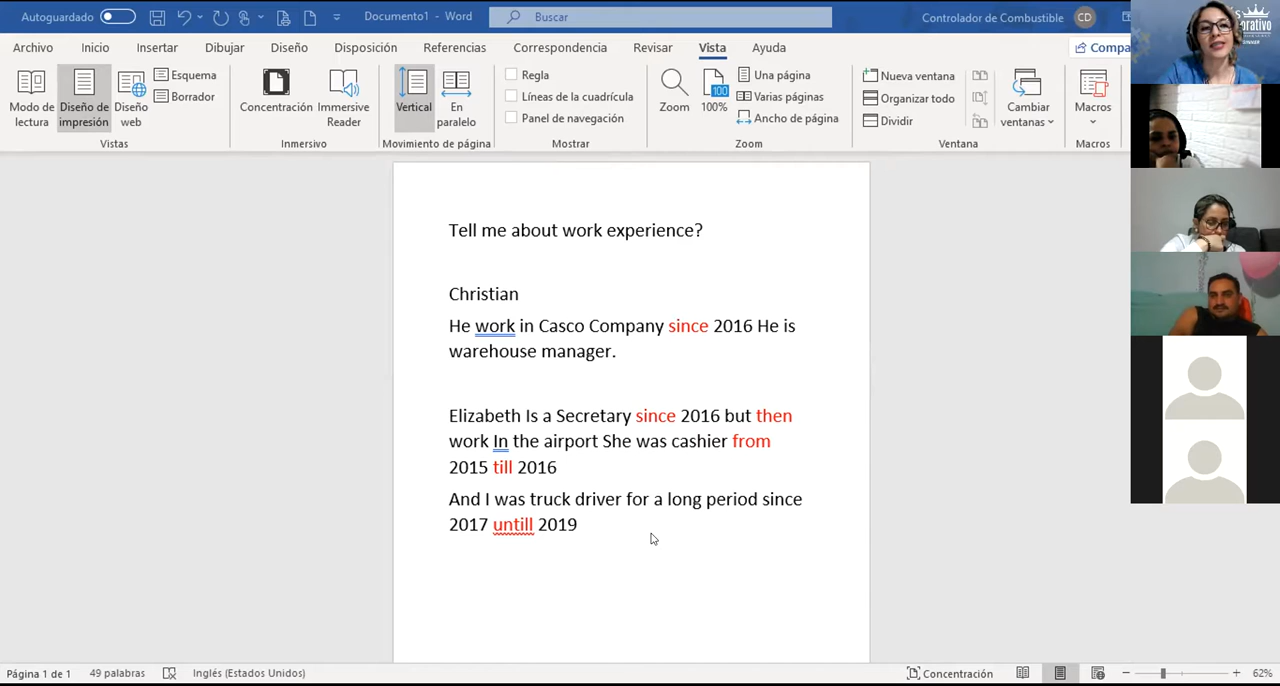 Autoguardado
Documento1 - Word
Buscar
Controlador de Combustible CD
Archivo Inicio Insertar Dibujar Diseño Disposición Referencias Correspondencia Revisar Vista Ayuda
Modo de lectura
Diseño de impresión
Diseño web
Esquema
Borrador
Vistas
Concentración
Immersive Reader
Inmersivo
Vertical
En paralelo
Movimiento de página
Regla
Líneas de la cuadrícula
Panel de navegación
Mostrar
Zoom
100
100%
Una página
Varias páginas
Ancho de página
Zoom
Nueva ventana
Organizar todo
Dividir
Cambiar ventanas
Ventana
Macros
Macros
Tell me about work experience?
Christian
He work in Casco Company since 2016 He is
warehouse manager.
Elizabeth Is a Secretary since 2016 but then
work In the airport She was cashier from
2015 till 2016
And I was truck driver for a long period since
2017 untill 2019
Página 1 de 1 49 palabras Inglés (Estados Unidos) Concentración 62%